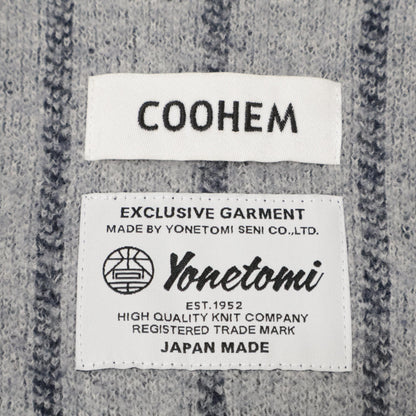 COOHEM
EXCLUSIVE GARMENT
MADE BY YONETOMI SENI CO.,LTD.
Yonetomi
EST.1952
HIGH QUALITY KNIT COMPANY
REGISTERED TRADE MARK
JAPAN MADE